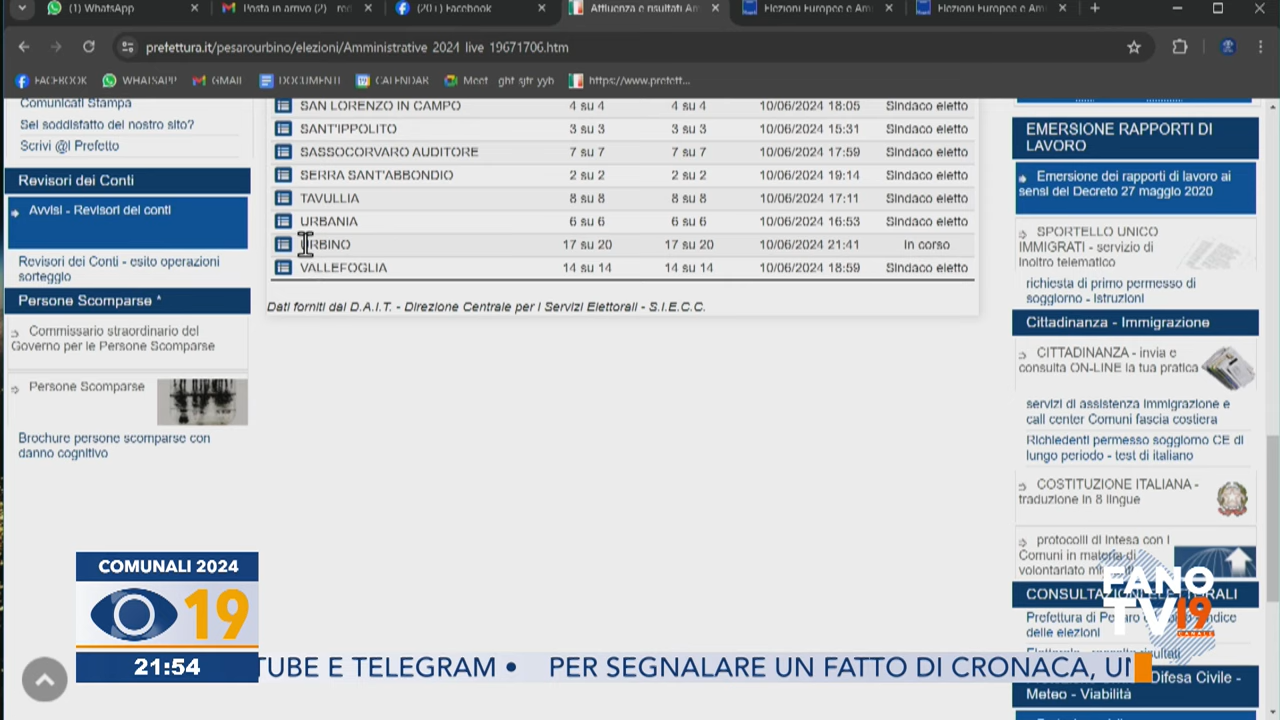 (1) WhatsApp
Posta in arrivo (2)
(20+) Facebook
Affluenza e risultati Am
Elezioni Europee e Am
Elezioni Europee e Am
prefettura.it/pesarourbino/elezioni/Amministrative 2024 live 19671706.htm
FACEBOOK
WHATSAPP
GMAIL
DOCUMENTI
CALENDAR
Meet
https://www.prefett...
Comunicati Stampa
Sei soddisfatto del nostro sito?
Scrivi @l Prefetto
Revisori dei Conti
Avvisi - Revisori dei conti
Revisori dei Conti - esito operazioni
sorteggio
Persone Scomparse *
Commissario straordinario del
Governo per le Persone Scomparse
Persone Scomparse
Brochure persone scomparse con
danno cognitivo
SAN LORENZO IN CAMPO 4 su 4 4 su 4 10/06/2024 18:05 Sindaco eletto
SANT'IPPOLITO 3 su 3 3 su 3 10/06/2024 15:31 Sindaco eletto
SASSOCORVARO AUDITORE 7 su 7 7 su 7 10/06/2024 17:59 Sindaco eletto
SERRA SANT'ABBONDIO 2 su 2 2 su 2 10/06/2024 19:14 Sindaco eletto
TAVULLIA 8 su 8 8 su 8 10/06/2024 17:11 Sindaco eletto
URBANIA 6 su 6 6 su 6 10/06/2024 16:53 Sindaco eletto
URBINO 17 su 20 17 su 20 10/06/2024 21:41 In corso
VALLEFOGLIA 14 su 14 14 su 14 10/06/2024 18:59 Sindaco eletto
Dati forniti dal D.A.I.T. - Direzione Centrale per i Servizi Elettorali - S.I.E.C.C.
EMERSIONE RAPPORTI DI
LAVORO
Emersione dei rapporti di lavoro ai
sensi del Decreto 27 maggio 2020
SPORTELLO UNICO
IMMIGRATI - servizio di
inoltro telematico
richiesta di primo permesso di
soggiorno - istruzioni
Cittadinanza - Immigrazione
CITTADINANZA - invia e
consulta ON-LINE la tua pratica
servizi di assistenza immigrazione e
call center Comuni fascia costiera
Richiedenti permesso soggiorno CE di
lungo periodo - test di italiano
COSTITUZIONE ITALIANA -
traduzione in 8 lingue
protocolli di intesa con i
Comuni in materia di
volontariato
CONSULTAZIONI ELETTORALI
Prefettura di Pesaro
delle elezioni
risultati
Difesa Civile -
Meteo - Viabilità
COMUNALI 2024
19
21:54
TUBE E TELEGRAM • PER SEGNALARE UN FATTO DI CRONACA, UN
FANO
TV19
CANALE